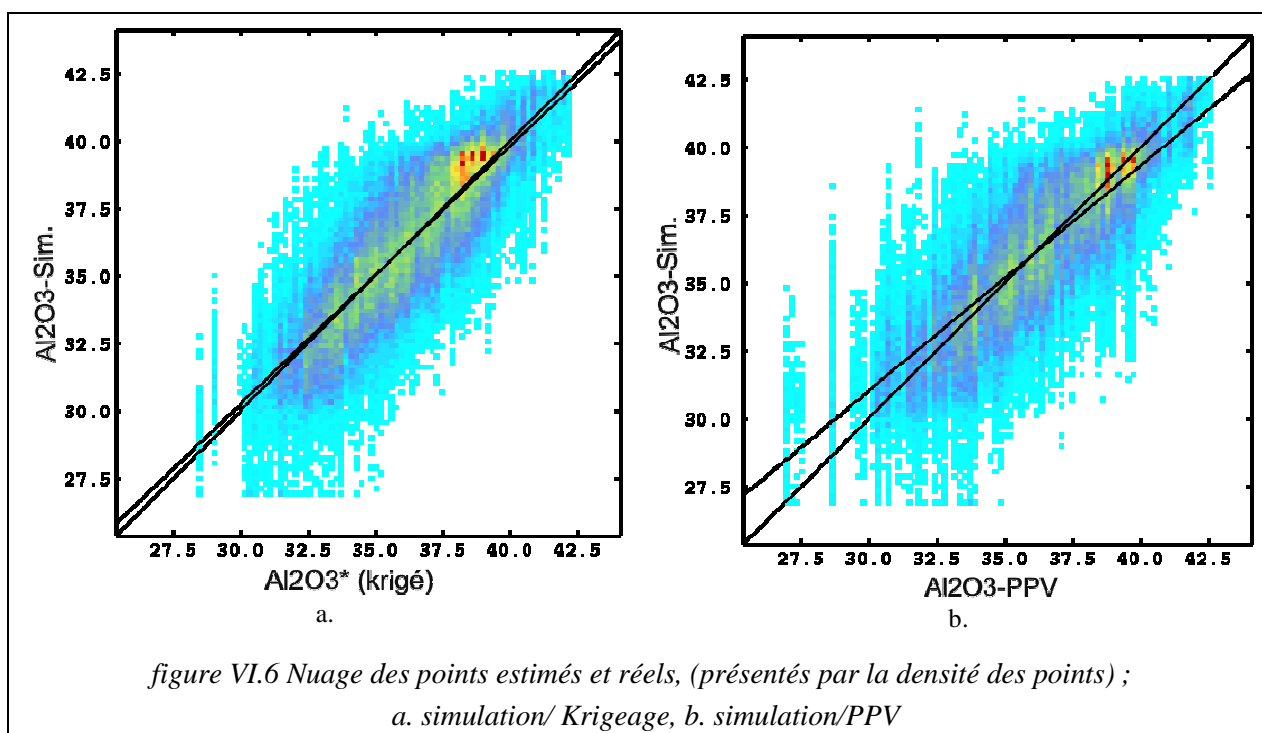 42.5
40.0
37.5
35.0
32.5
30.0
27.5
Al2O3-Sim.
27.5 30.0 32.5 35.0 37.5 40.0 42.5
Al2O3* (krigé)
a.
42.5
40.0
37.5
35.0
32.5
30.0
27.5
Al2O3-Sim.
27.5 30.0 32.5 35.0 37.5 40.0 42.5
Al2O3-PPV
b.
figure VI.6 Nuage des points estimés et réels, (présentés par la densité des points) ;
a. simulation/ Krigeage, b. simulation/PPV